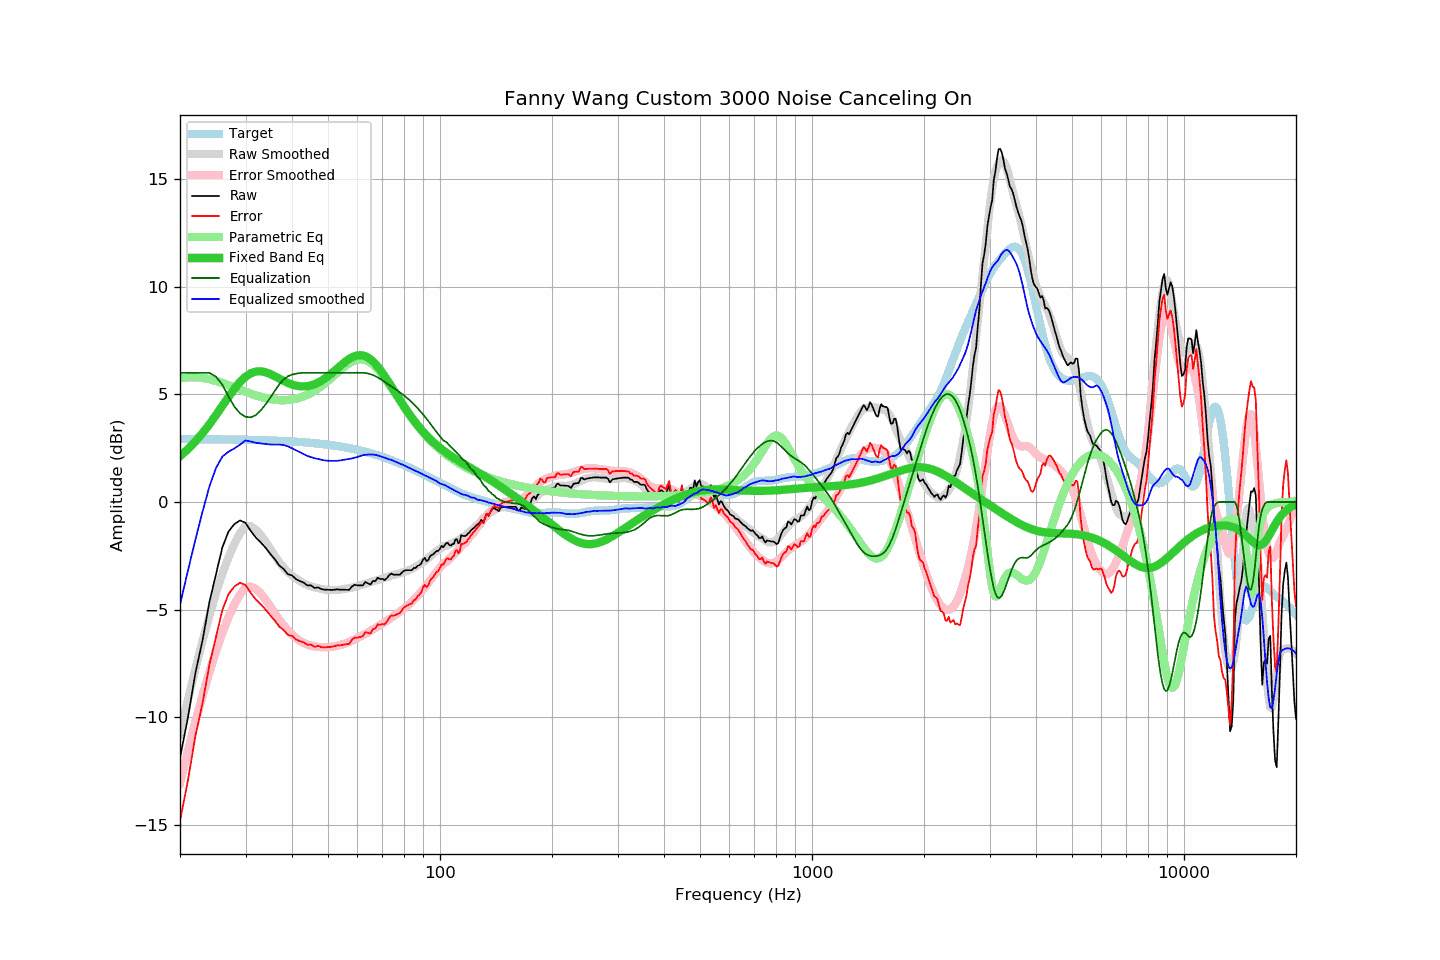 Fanny Wang Custom 3000 Noise Canceling On
Target
Raw Smoothed
Error Smoothed
Raw
Error
Parametric Eq
Fixed Band Eq
Equalization
Equalized smoothed
15
10
5
0
−5
−10
−15
Amplitude (dBr)
100
1000
10000
Frequency (Hz)